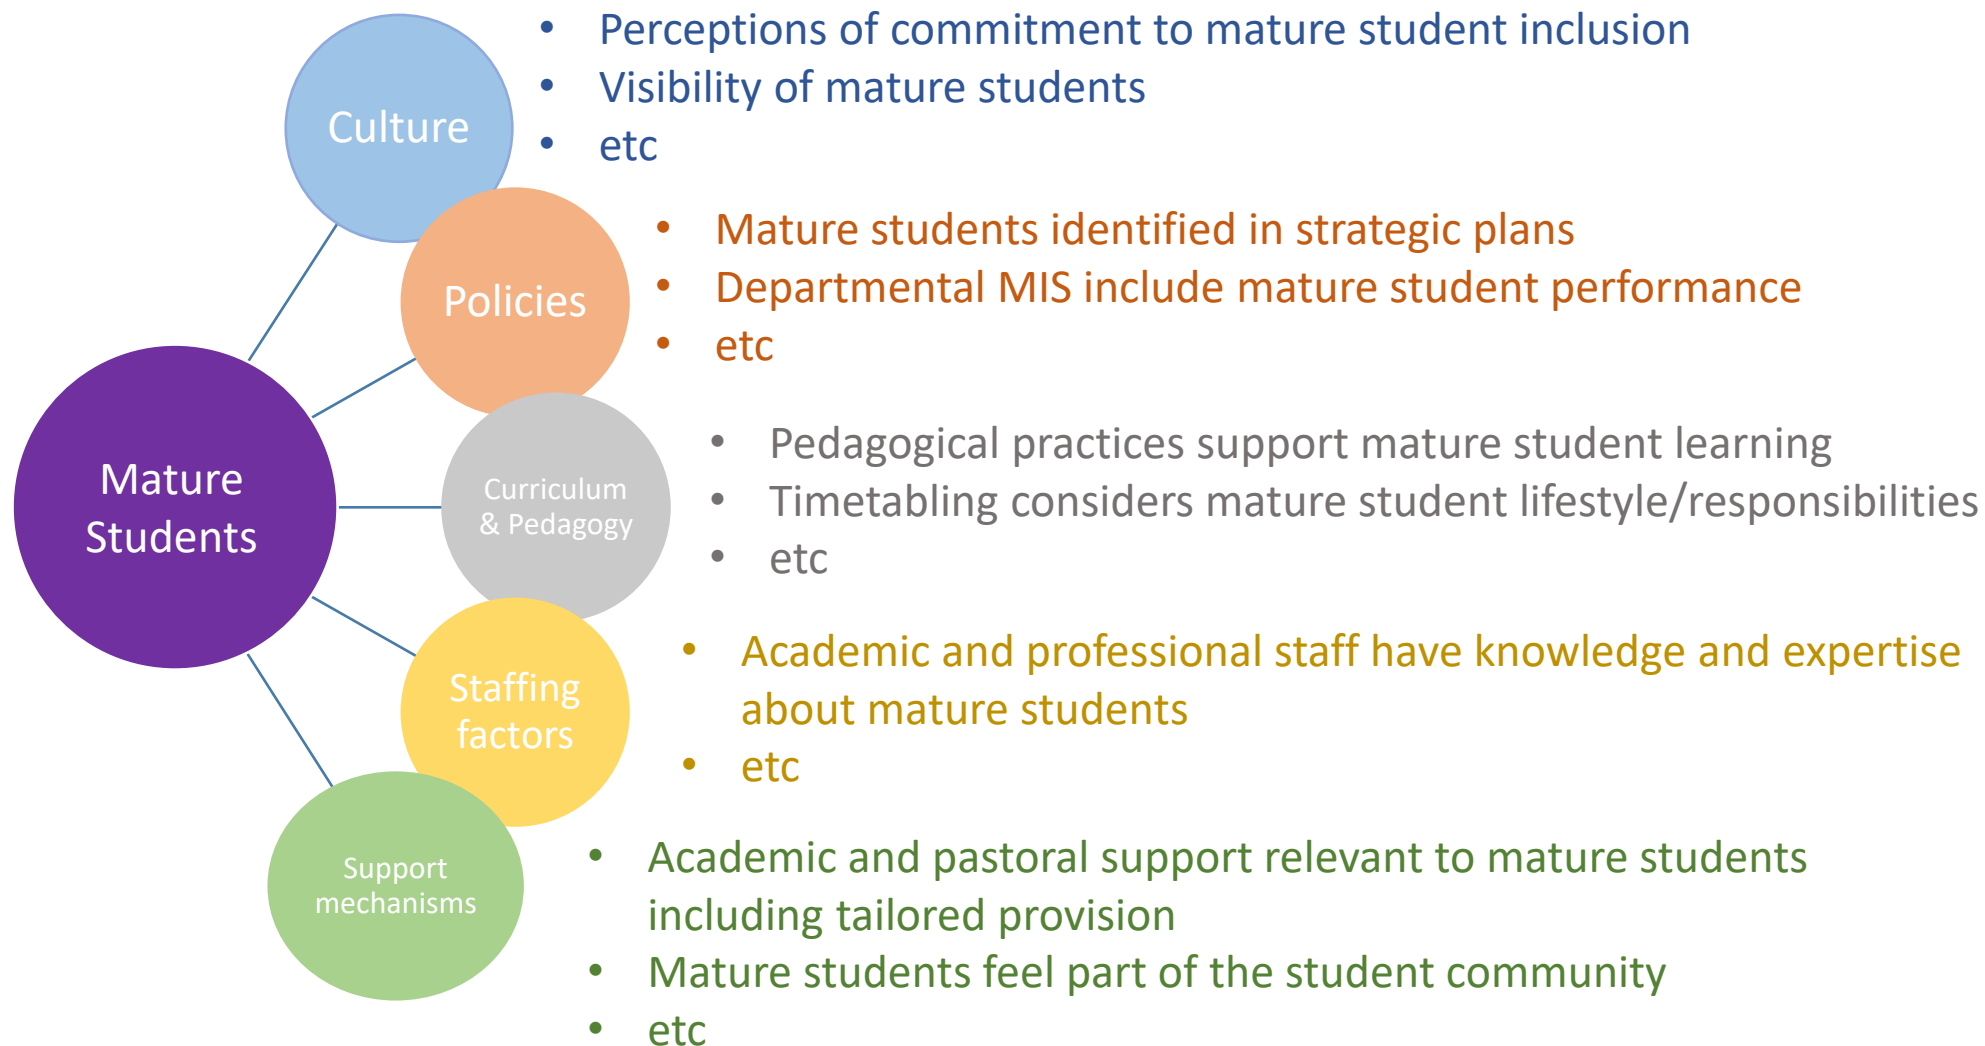 Culture
• Perceptions of commitment to mature student inclusion
• Visibility of mature students
• etc
Policies
• Mature students identified in strategic plans
• Departmental MIS include mature student performance
• etc
Mature
Students
Curriculum
& Pedagogy
• Pedagogical practices support mature student learning
• Timetabling considers mature student lifestyle/responsibilities
• etc
Staffing
factors
• Academic and professional staff have knowledge and expertise
about mature students
• etc
Support
mechanisms
• Academic and pastoral support relevant to mature students
including tailored provision
• Mature students feel part of the student community
• etc